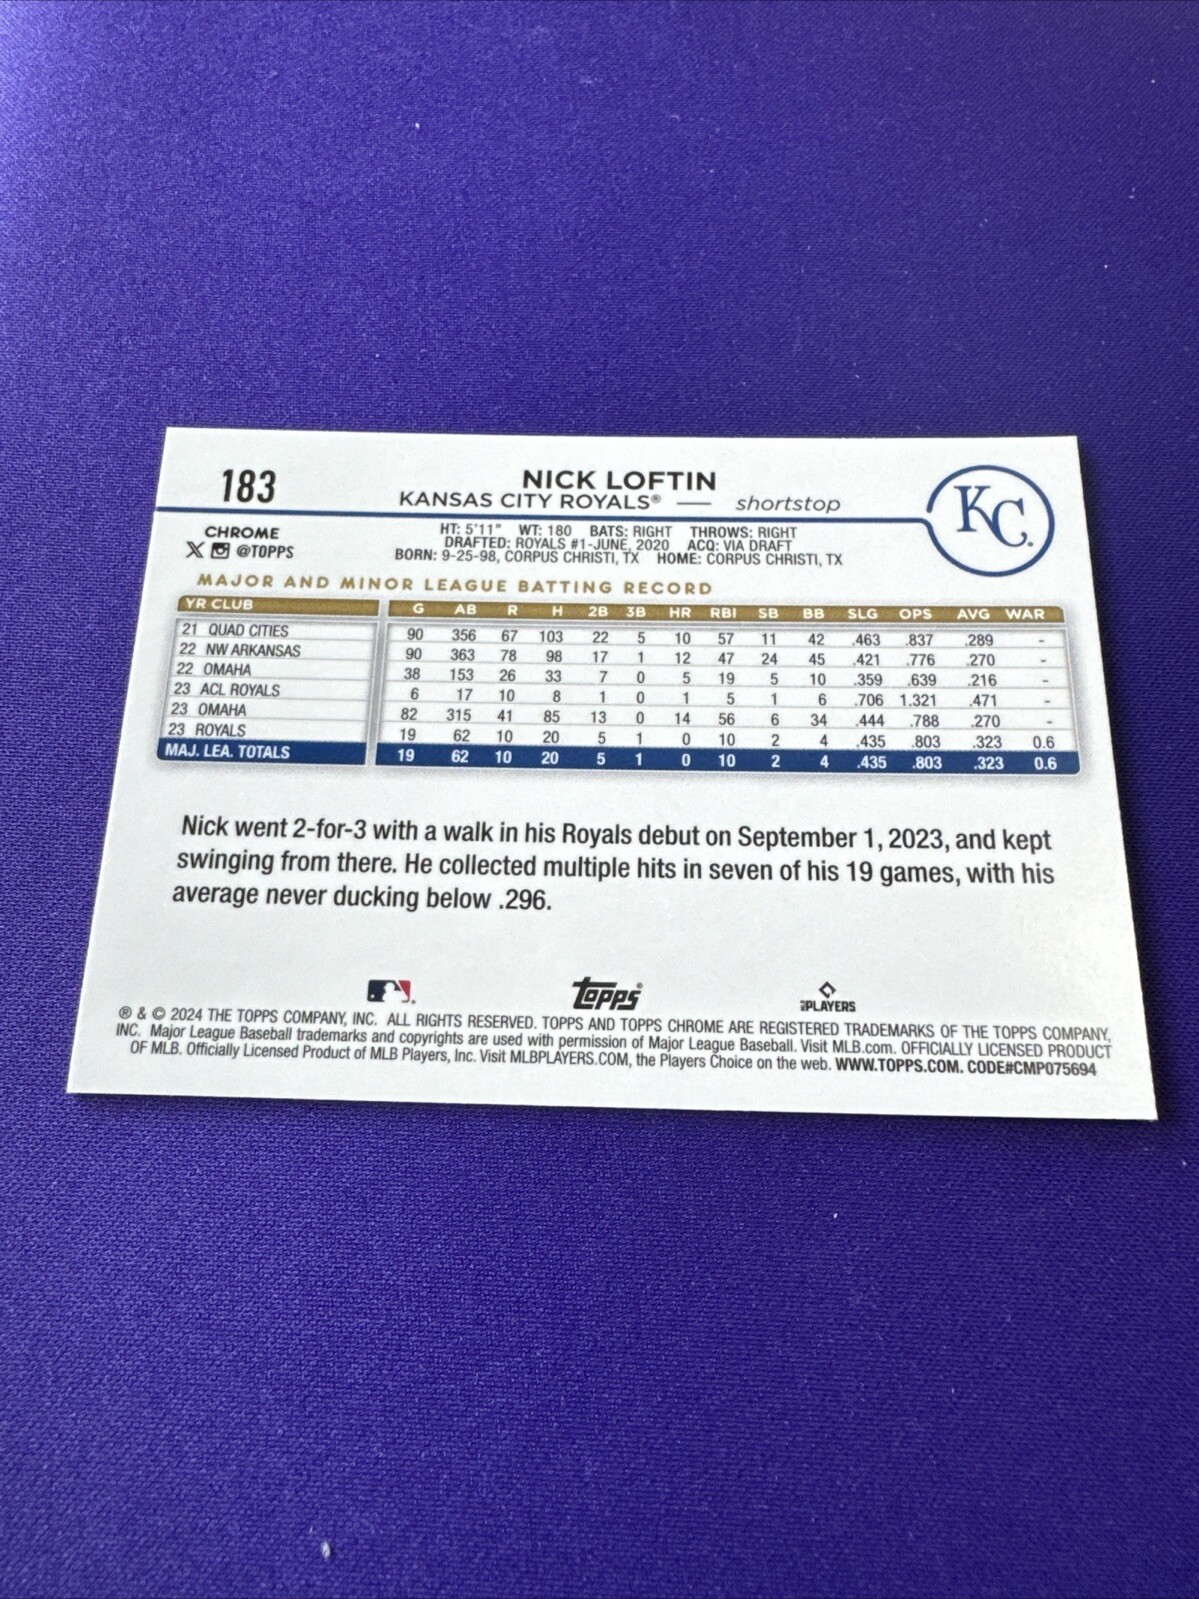 183
NICK LOFTIN
KANSAS CITY ROYALS® — shortstop
KC
CHROME
@TOPPS
HT: 5'11" WT: 180 BATS: RIGHT THROWS: RIGHT
DRAFTED: ROYALS #1-JUNE, 2020 ACQ: VIA DRAFT
BORN: 9-25-98, CORPUS CHRISTI, TX HOME: CORPUS CHRISTI, TX
MAJOR AND MINOR LEAGUE BATTING RECORD
YR CLUB G AB R H 2B 3B HR RBI SB BB SLG OPS AVG WAR
21 QUAD CITIES 90 356 67 103 22 5 10 57 11 42 .463 .837 .289 -
22 NW ARKANSAS 90 363 78 98 17 1 12 47 24 45 .421 .776 .270 -
22 OMAHA 38 153 26 33 7 0 5 19 5 10 .359 .639 .216 -
23 ACL ROYALS 6 17 10 8 1 0 1 5 1 6 .706 1.321 .471 -
23 OMAHA 82 315 41 85 13 0 14 56 6 34 .444 .788 .270 -
23 ROYALS 19 62 10 20 5 1 0 10 2 4 .435 .803 .323 0.6
MAJ. LEA. TOTALS 19 62 10 20 5 1 0 10 2 4 .435 .803 .323 0.6
Nick went 2-for-3 with a walk in his Royals debut on September 1, 2023, and kept
swinging from there. He collected multiple hits in seven of his 19 games, with his
average never ducking below .296.
topps
PLAYERS
® & © 2024 THE TOPPS COMPANY, INC. ALL RIGHTS RESERVED. TOPPS AND TOPPS CHROME ARE REGISTERED TRADEMARKS OF THE TOPPS COMPANY,
INC. Major League Baseball trademarks and copyrights are used with permission of Major League Baseball. Visit MLB.com. OFFICIALLY LICENSED PRODUCT
OF MLB. Officially Licensed Product of MLB Players, Inc. Visit MLBPLAYERS.COM, the Players Choice on the web. WWW.TOPPS.COM. CODE#CMP075694